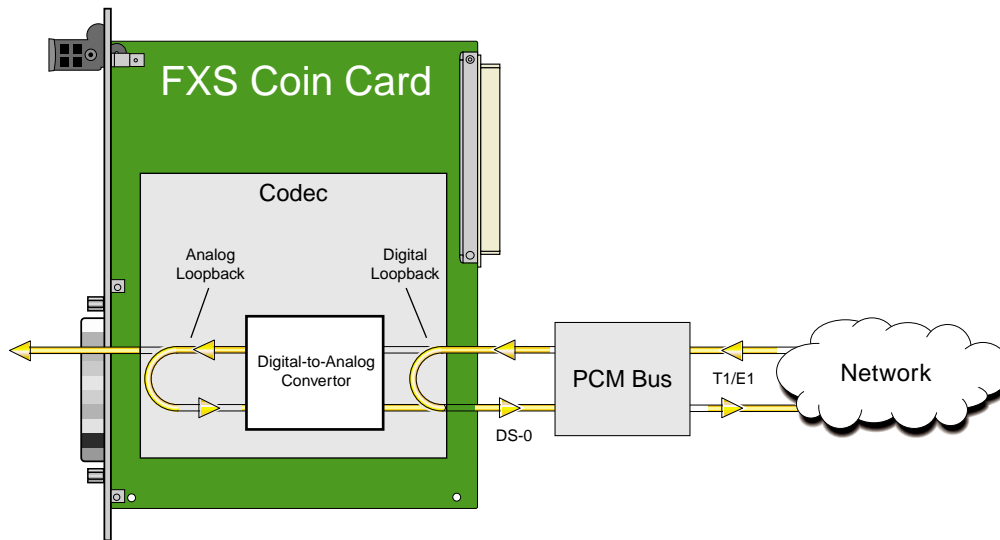 FXS Coin Card
Codec
Analog
Loopback
Digital
Loopback
Digital-to-Analog
Convertor
PCM Bus
T1/E1
Network
DS-0